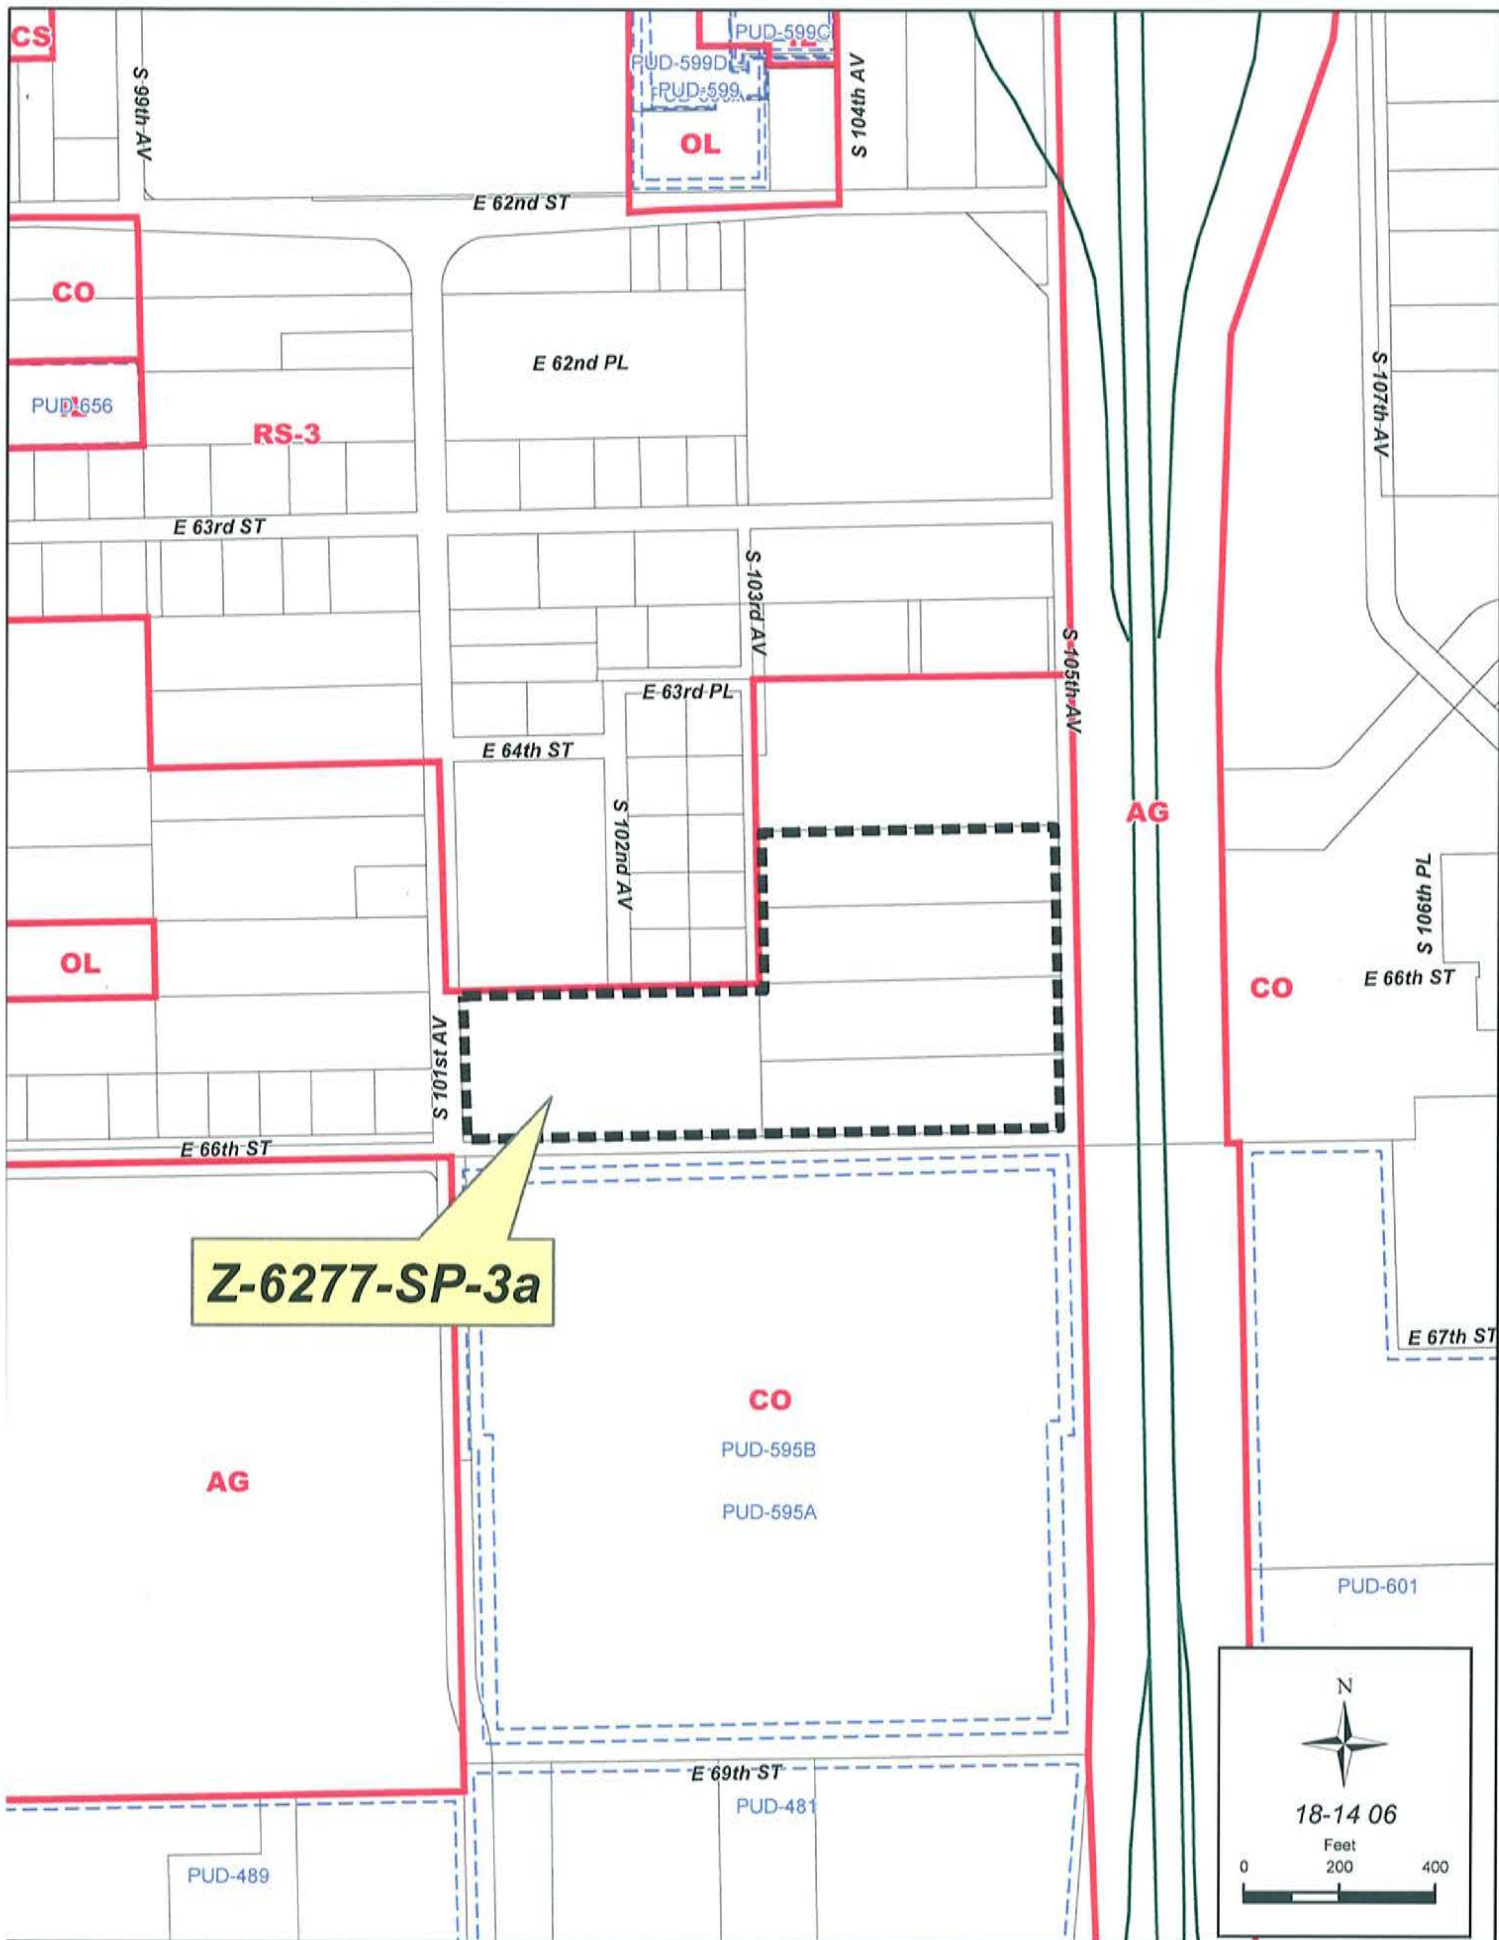 CS
PUD-599C
PUD-599D
PUD-599
OL
S 99th AV
S 104th AV
E 62nd ST
CO
E 62nd PL
PUD-656
RS-3
S 107th AV
E 63rd ST
S 103rd AV
S 105th AV
E 63rd PL
E 64th ST
S 102nd AV
AG
S 106th PL
OL
CO
E 66th ST
S 101st AV
E 66th ST
Z-6277-SP-3a
E 67th ST
CO
PUD-595B
AG
PUD-595A
PUD-601
N
E 69th ST
PUD-481
18-14 06
Feet
0 200 400
PUD-489